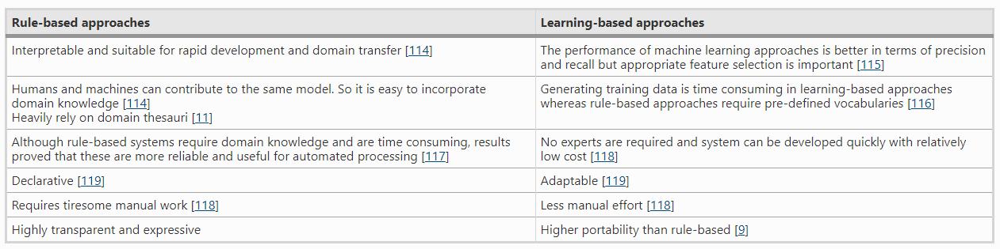 Rule-based approaches
Learning-based approaches
Interpretable and suitable for rapid development and domain transfer [114]
The performance of machine learning approaches is better in terms of precision
and recall but appropriate feature selection is important [115]
Humans and machines can contribute to the same model. So it is easy to incorporate
domain knowledge [114]
Heavily rely on domain thesauri [11]
Generating training data is time consuming in learning-based approaches
whereas rule-based approaches require pre-defined vocabularies [116]
Although rule-based systems require domain knowledge and are time consuming, results
proved that these are more reliable and useful for automated processing [117]
No experts are required and system can be developed quickly with relatively
low cost [118]
Declarative [119]
Adaptable [119]
Requires tiresome manual work [118]
Less manual effort [118]
Highly transparent and expressive
Higher portability than rule-based [9]